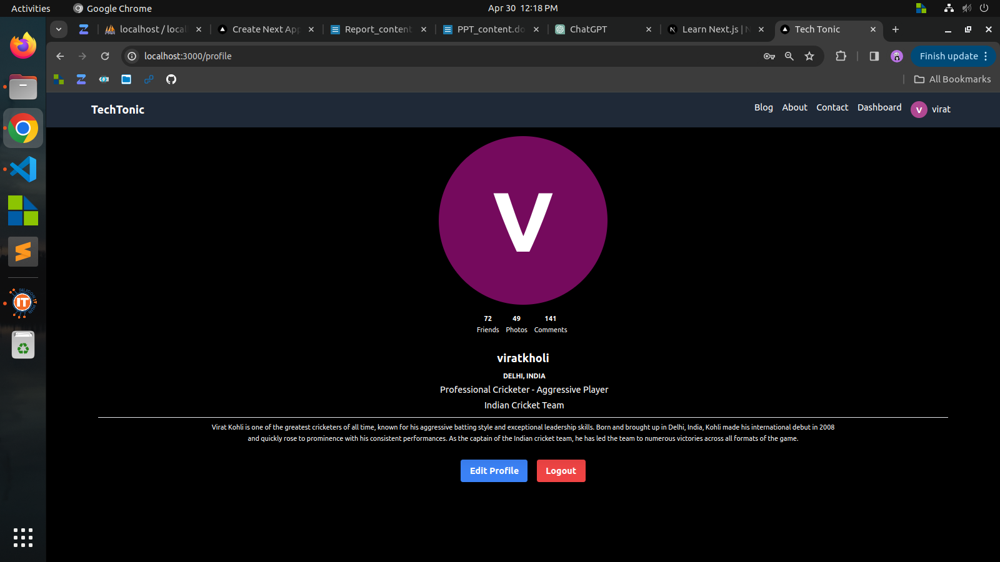 Activities
Google Chrome
Apr 30 12:18 PM
localhost / local
Create Next App
Report_content
PPT_content.do
ChatGPT
Learn Next.js | N
Tech Tonic
localhost:3000/profile
Finish update
All Bookmarks
TechTonic
Blog
About
Contact
Dashboard
V
virat
V
72
49
141
Friends
Photos
Comments
viratkholi
DELHI, INDIA
Professional Cricketer - Aggressive Player
Indian Cricket Team
Virat Kohli is one of the greatest cricketers of all time, known for his aggressive batting style and exceptional leadership skills. Born and brought up in Delhi, India, Kohli made his international debut in 2008
and quickly rose to prominence with his consistent performances. As the captain of the Indian cricket team, he has led the team to numerous victories across all formats of the game.
Edit Profile
Logout
IT